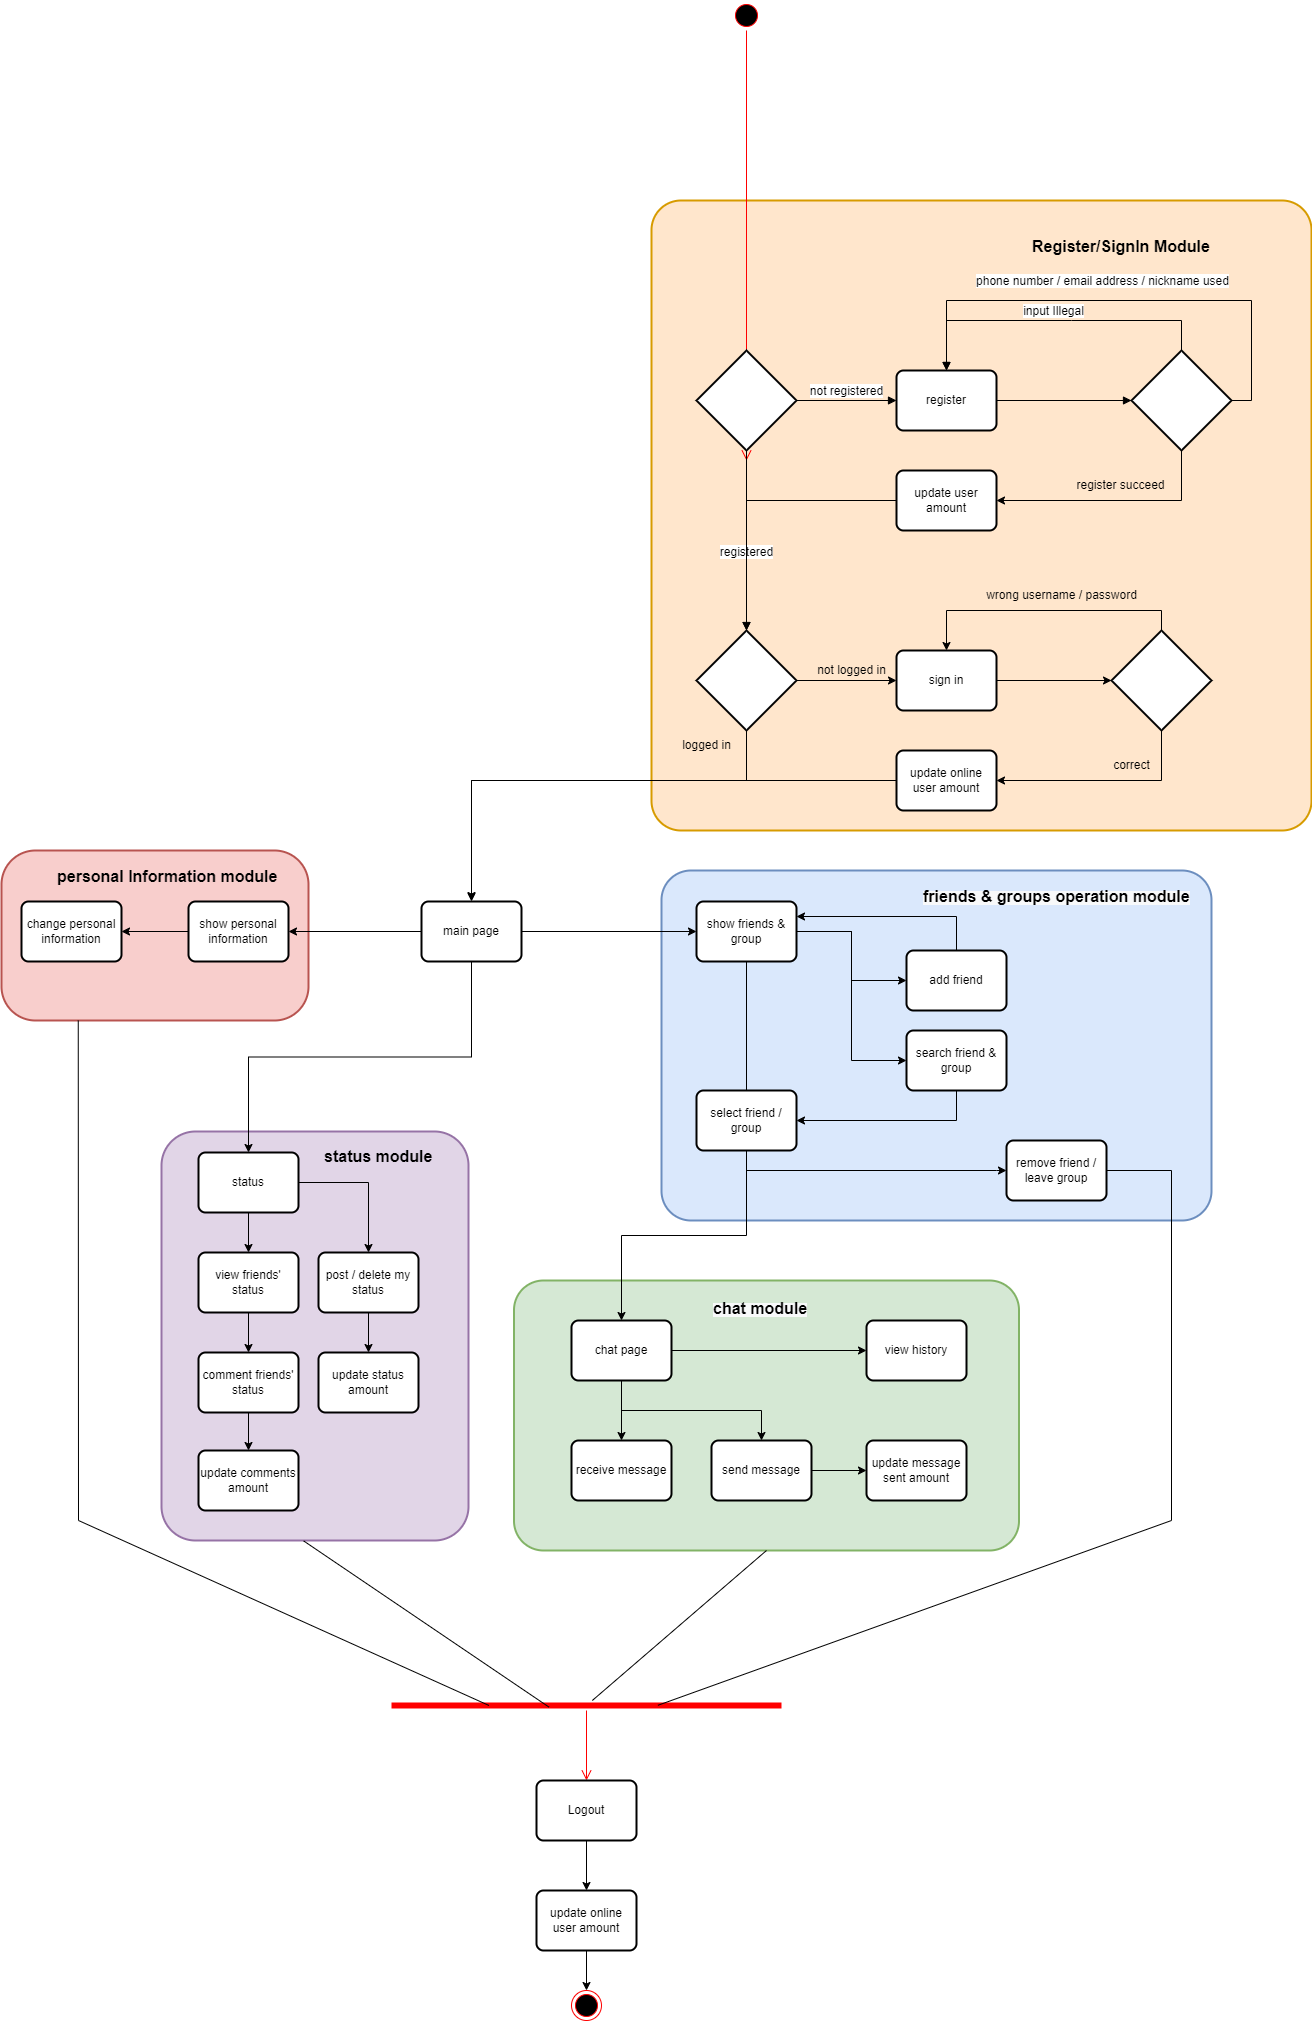 Register/SignIn Module
phone number / email address / nickname used
input Illegal
not registered
register
update user
amount
register succeed
registered
wrong username / password
not logged in
sign in
logged in
update online
user amount
correct
personal Information module
change personal
information
show personal
information
main page
friends & groups operation module
show friends &
group
add friend
search friend &
group
select friend /
group
remove friend /
leave group
status module
status
view friends'
status
post / delete my
status
comment friends'
status
update status
amount
update comments
amount
chat module
chat page
view history
receive message
send message
update message
sent amount
Logout
update online
user amount